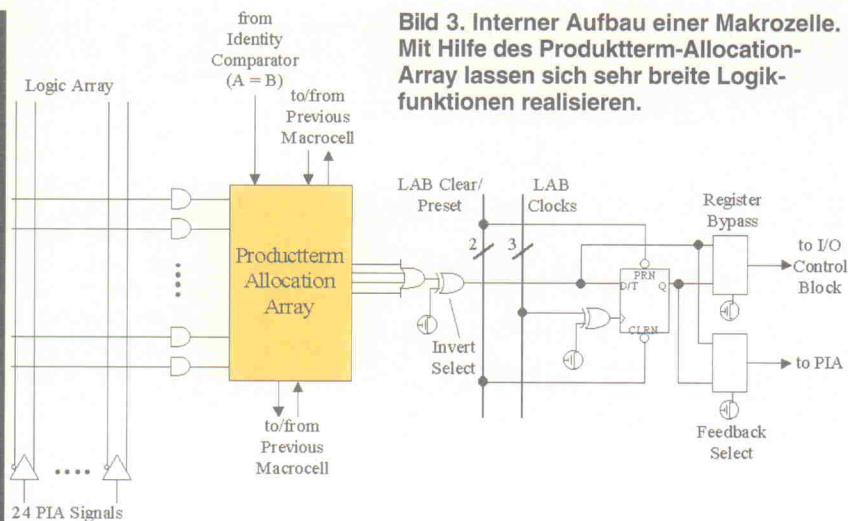 Bild 3. Interner Aufbau einer Makrozelle.
Mit Hilfe des Produktterm-Allocation-
Array lassen sich sehr breite Logik-
funktionen realisieren.
from
Identity
Comparator
(A = B)
Logic Array
to/from
Previous
Macrocell
LAB Clear/
Preset
LAB
Clocks
Register
Bypass
2
3
to I/O
Control
Block
Productterm
Allocation
Array
PRN
D/T
Q
CLRN
Invert
Select
to PIA
to/from
Previous
Macrocell
Feedback
Select
24 PIA Signals